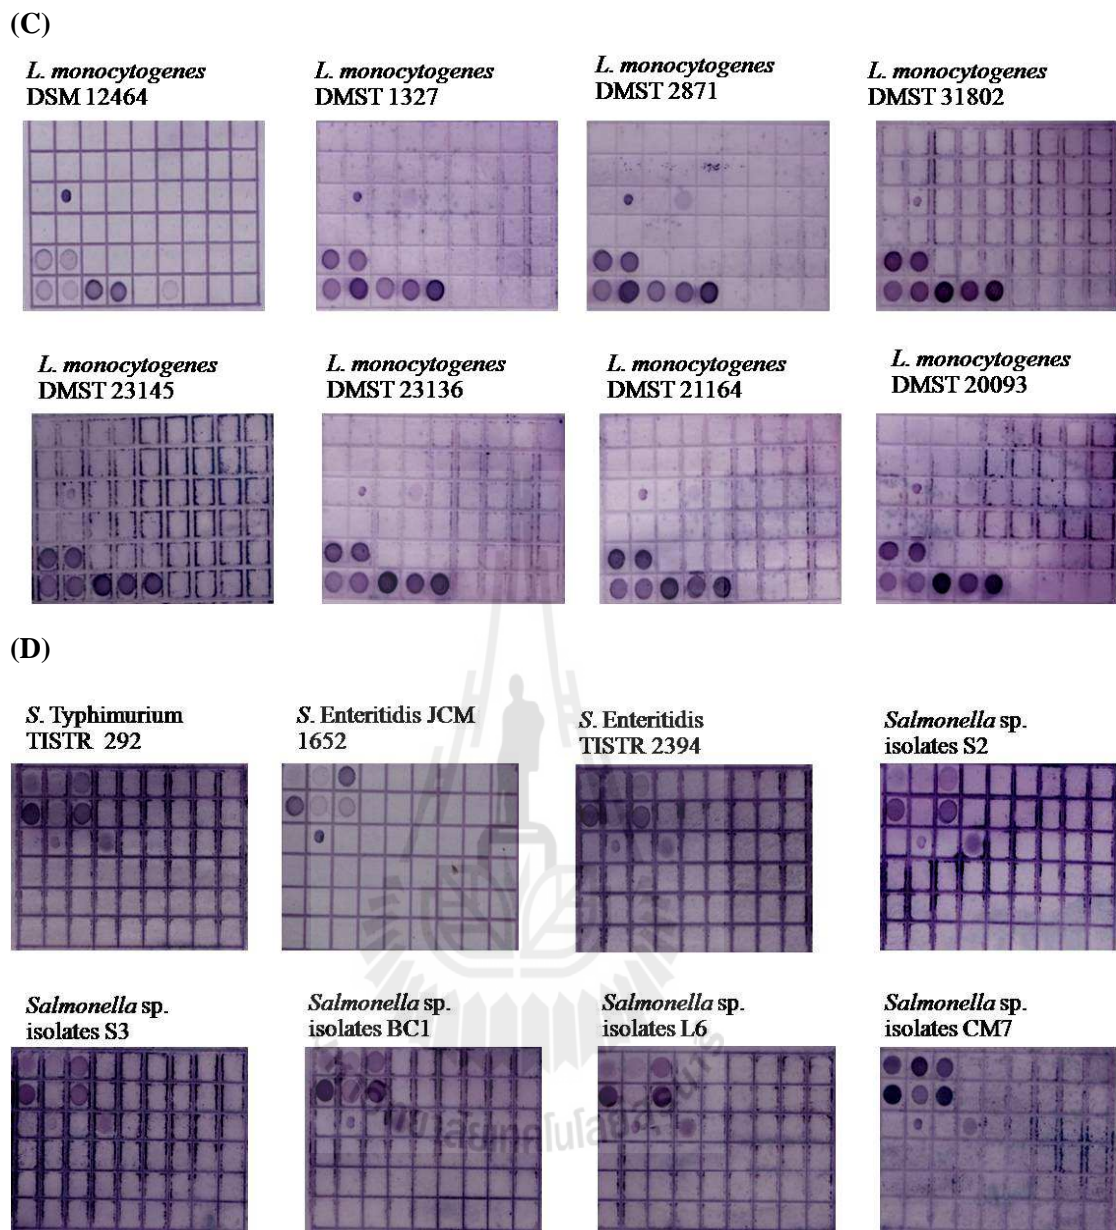 (C)
L. monocytogenes
DSM 12464
L. monocytogenes
DMST 1327
L. monocytogenes
DMST 2871
L. monocytogenes
DMST 31802
L. monocytogenes
DMST 23145
L. monocytogenes
DMST 23136
L. monocytogenes
DMST 21164
L. monocytogenes
DMST 20093
(D)
S. Typhimurium
TISTR 292
S. Enteritidis JCM
1652
S. Enteritidis
TISTR 2394
Salmonella sp.
isolates S2
Salmonella sp.
isolates S3
Salmonella sp.
isolates BC1
Salmonella sp.
isolates L6
Salmonella sp.
isolates CM7